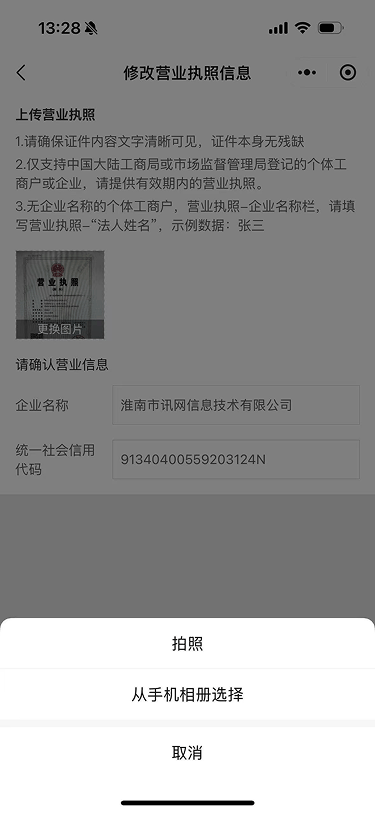 13:28
修改营业执照信息
上传营业执照
1.请确保证件内容文字清晰可见，证件本身无残缺
2.仅支持中国大陆工商局或市场监督管理局登记的个体工
商户或企业，请提供有效期内的营业执照。
3.无企业名称的个体工商户，营业执照-企业名称栏，请填
写营业执照-“法人姓名”，示例数据：张三
营业执照
更换图片
请确认营业信息
企业名称
淮南市讯网信息技术有限公司
统一社会信用
代码
91340400559203124N
拍照
从手机相册选择
取消